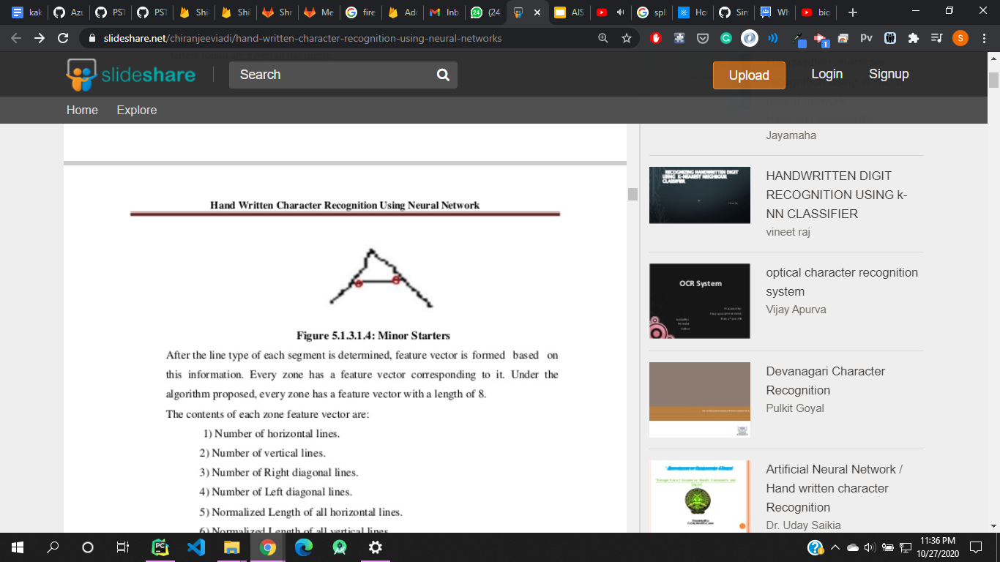 kak
Azu
PST
PST
Shi
Shi
Shr
Me
fire
Add
Inb
(24
AIS
spl
Ho
Sin
Wh
bio
slideshare.net/chiranjeeviadi/hand-written-character-recognition-using-neural-networks
slideshare
Search
Upload
Login
Signup
Home
Explore
Hand Written Character Recognition Using Neural Network
Figure 5.1.3.1.4: Minor Starters
After the line type of each segment is determined, feature vector is formed based on
this information. Every zone has a feature vector corresponding to it. Under the
algorithm proposed, every zone has a feature vector with a length of 8.
The contents of each zone feature vector are:
1) Number of horizontal lines.
2) Number of vertical lines.
3) Number of Right diagonal lines.
4) Number of Left diagonal lines.
5) Normalized Length of all horizontal lines.
6) Normalized Length of all vertical lines.
Jayamaha
RECOGNIZING HANDWRITTEN DIGIT
USING K-NEAREST NEIGHBOUR
CLASSIFIER
HANDWRITTEN DIGIT
RECOGNITION USING k-
NN CLASSIFIER
vineet raj
OCR System
optical character recognition
system
Vijay Apurva
Devanagari Character
Recognition
Pulkit Goyal
Artificial Neural Network /
Hand written character
Recognition
Dr. Uday Saikia
11:36 PM
10/27/2020